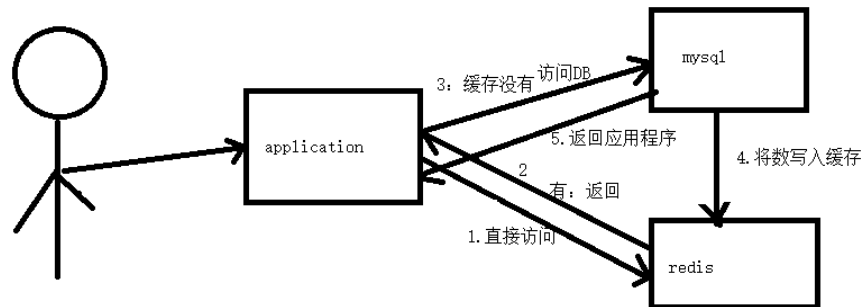 访问DB
3：缓存没有
mysql
application
5.返回应用程序
4.将数写入缓存
2
有：返回
1.直接访问
redis